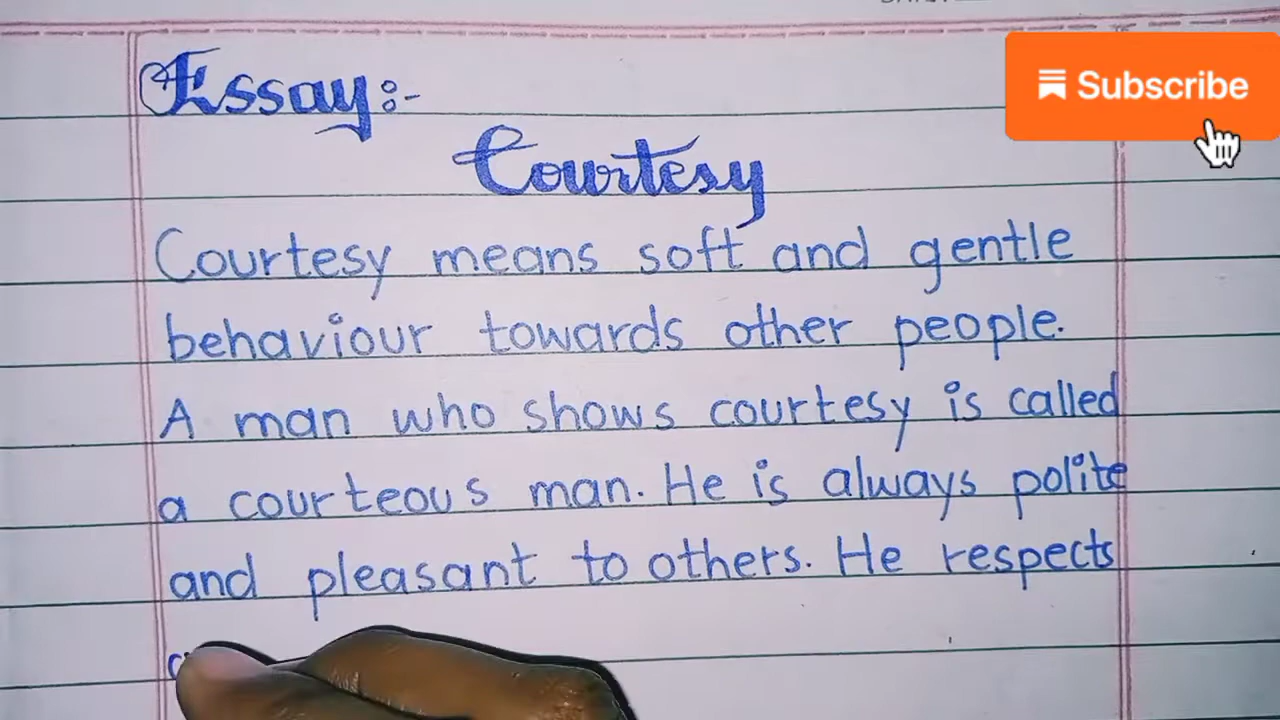 Essay:-
Courtesy
Subscribe
Courtesy means soft and gentle
behaviour towards other people.
A man who shows courtesy is called
a courteous man. He is always polite
and pleasant to others. He respects